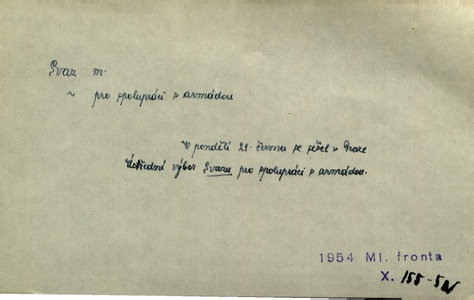 Svaz m.
~ pro spolupráci s armádou
V pondělí 21. června se sešel v Praze
Ústřední výbor Svazu pro spolupráci s armádou.
1954 Ml. fronta
X. 155-5